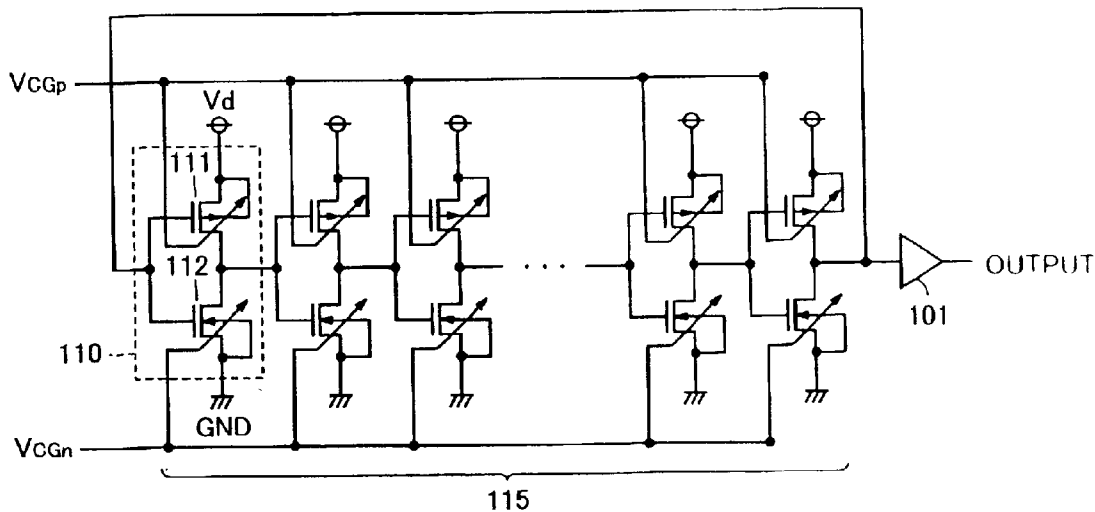 VCGp
Vd
111
112
. . .
OUTPUT
101
110
GND
VCGn
115